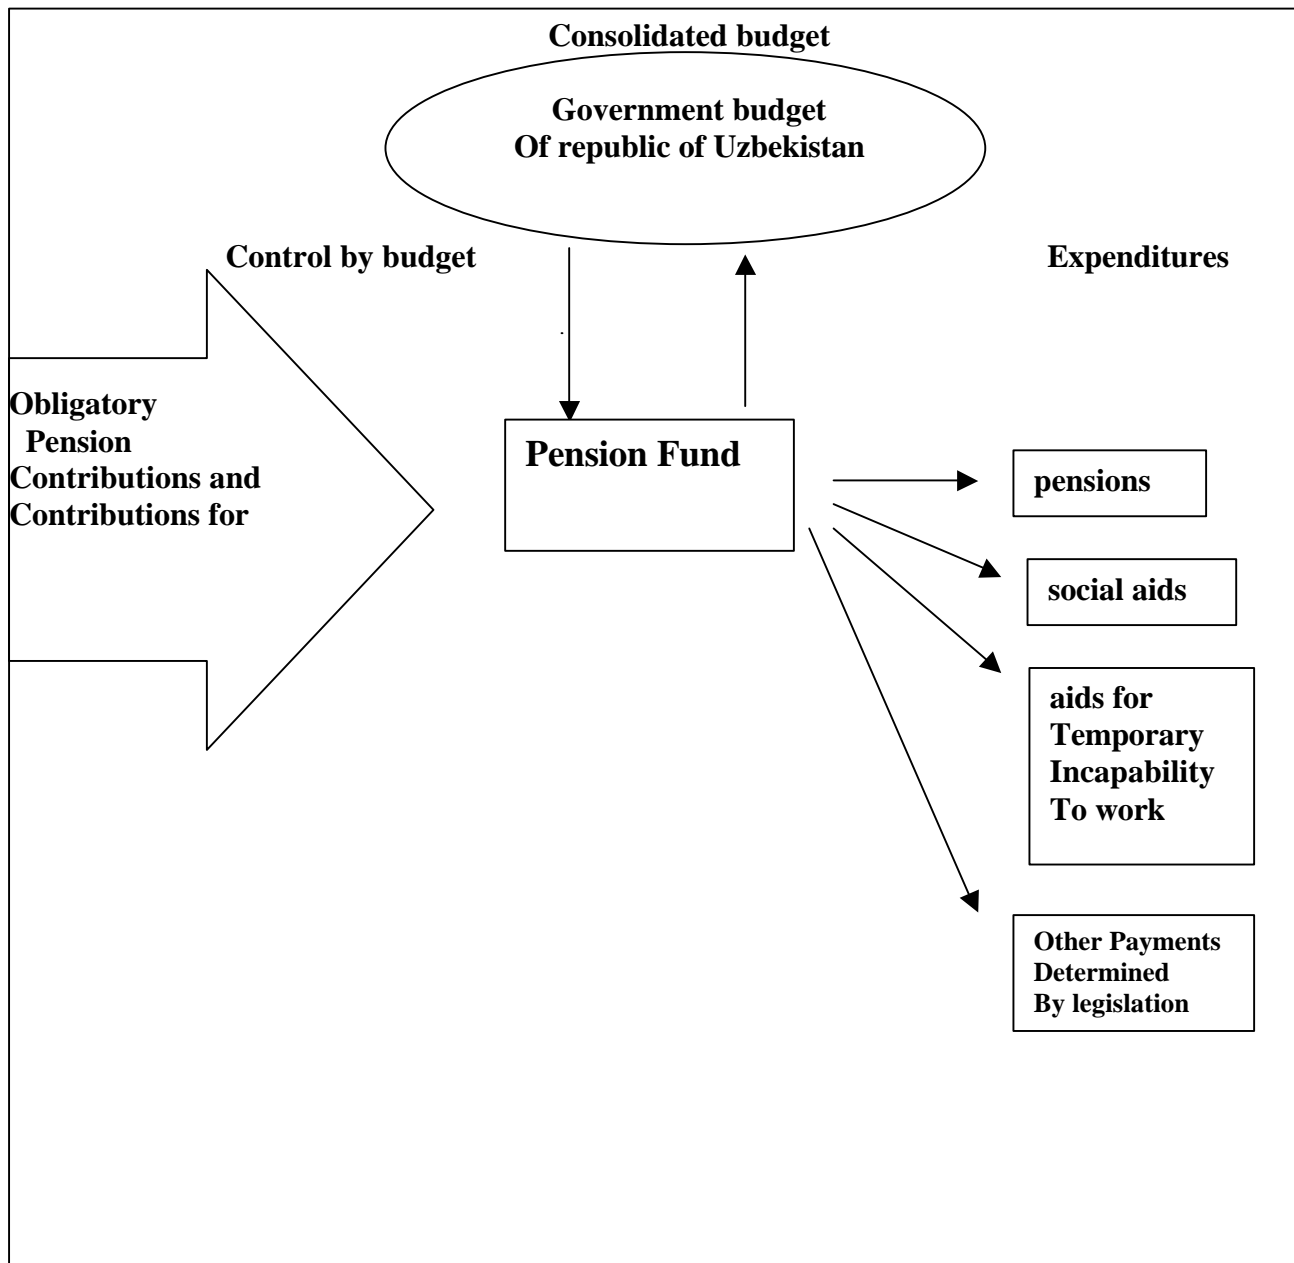 Consolidated budget
Government budget
Of republic of Uzbekistan
Control by budget
Expenditures
Obligatory
Pension
Contributions and
Contributions for
Pension Fund
pensions
social aids
aids for
Temporary
Incapability
To work
Other Payments
Determined
By legislation